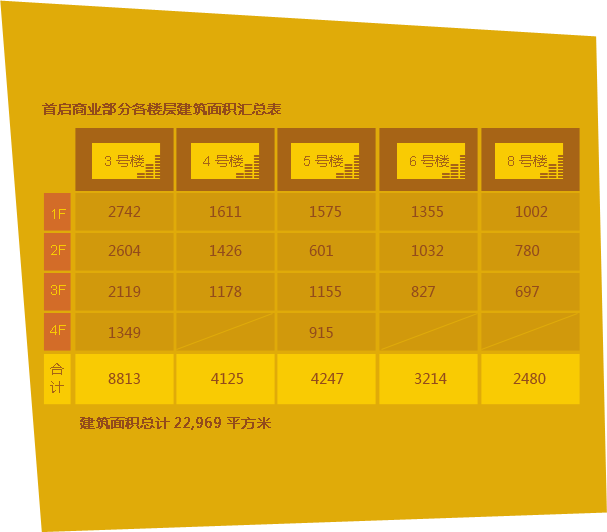 首启商业部分各楼层建筑面积汇总表
3号楼 4号楼 5号楼 6号楼 8号楼
1F 2742 1611 1575 1355 1002
2F 2604 1426 601 1032 780
3F 2119 1178 1155 827 697
4F 1349 915
合计 8813 4125 4247 3214 2480
建筑面积总计 22,969 平方米